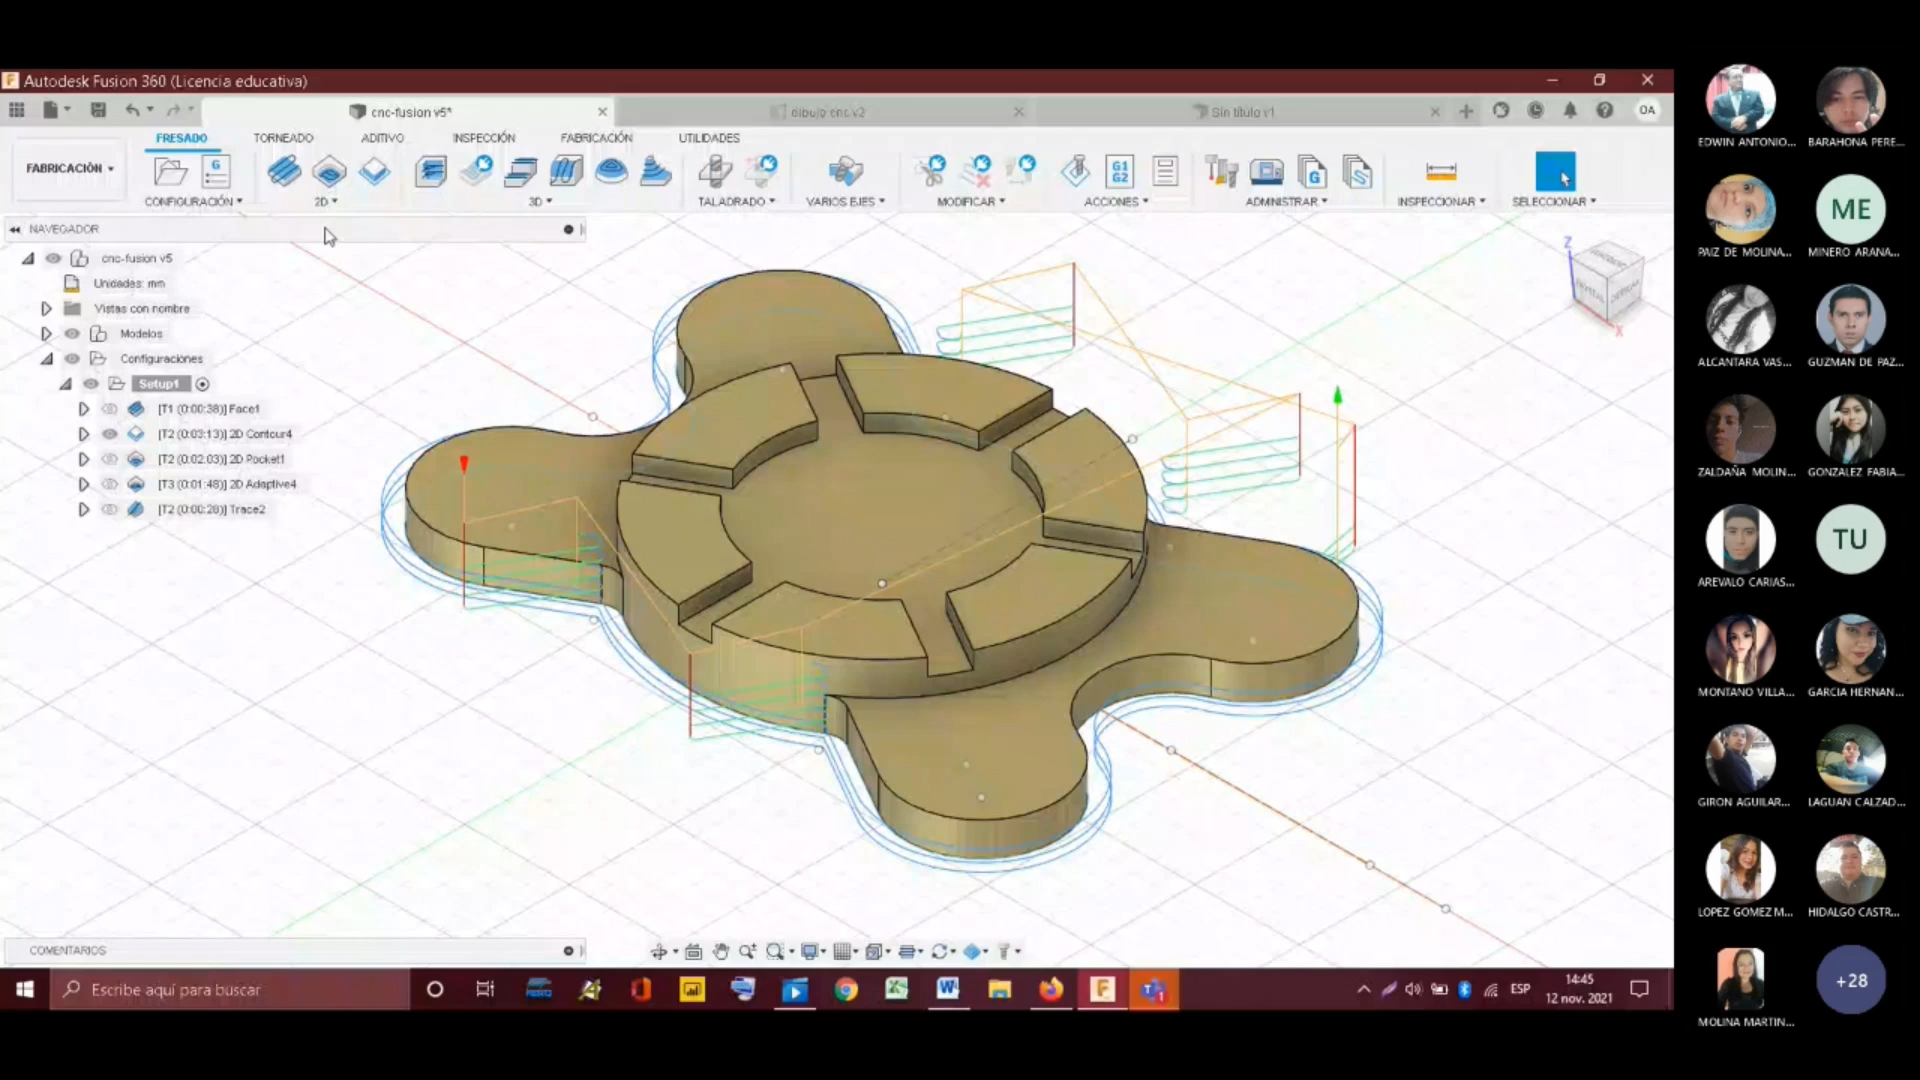 Autodesk Fusion 360 (Licencia educativa)
cnc-fusion v5*
dibujo cnc v2
Sin título v1
OA
FRESADO
TORNEADO
ADITIVO
INSPECCIÓN
FABRICACIÓN
UTILIDADES
FABRICACIÓN
G
G1
G2
G
CONFIGURACIÓN
2D
3D
TALADRADO
VARIOS EJES
MODIFICAR
ACCIONES
ADMINISTRAR
INSPECCIONAR
SELECCIONAR
NAVEGADOR
cnc-fusion v5
Unidades: mm
Vistas con nombre
Modelos
Configuraciones
Setup1
[T1 (0:00:38)] Face1
[T2 (0:03:13)] 2D Contour4
[T2 (0:02:03)] 2D Pocket1
[T3 (0:01:48)] 2D Adaptive4
[T2 (0:00:26)] Trace2
Z
X
COMENTARIOS
Escribe aquí para buscar
ESP
14:45
12 nov. 2021
EDWIN ANTONIO...
BARAHONA PERE...
PAIZ DE MOLINA...
ME
MINERO ARANA...
ALCANTARA VAS...
GUZMAN DE PAZ...
ZALDAÑA MOLIN...
GONZALEZ FABIA...
AREVALO CARIAS...
TU
MONTANO VILLA...
GARCIA HERNAN...
GIRON AGUILAR...
LAGUAN CALZAD...
LOPEZ GOMEZ M...
HIDALGO CASTR...
MOLINA MARTIN...
+28